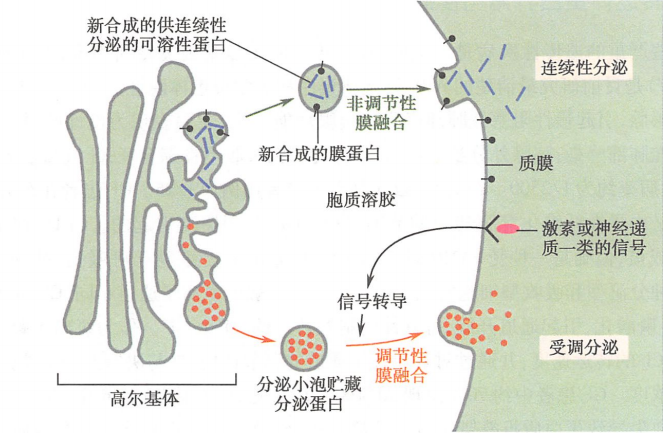 新合成的供连续性
分泌的可溶性蛋白
连续性分泌
非调节性
膜融合
新合成的膜蛋白
质膜
胞质溶胶
激素或神经递
质一类的信号
信号转导
受调分泌
调节性
膜融合
分泌小泡贮藏
分泌蛋白
高尔基体